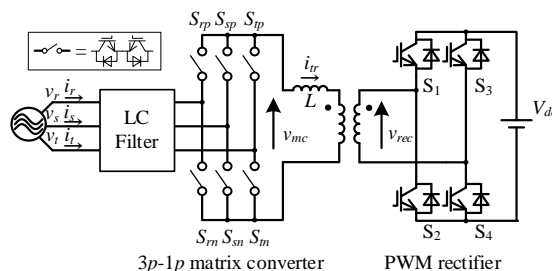 S_rp S_sp S_tp
v_r i_r
v_s i_s
v_t i_t
LC
Filter
i_tr
L
v_mc
v_rec
S_1
S_3
V_dc
S_2
S_4
S_rn S_sn S_tn
3p-1p matrix converter
PWM rectifier